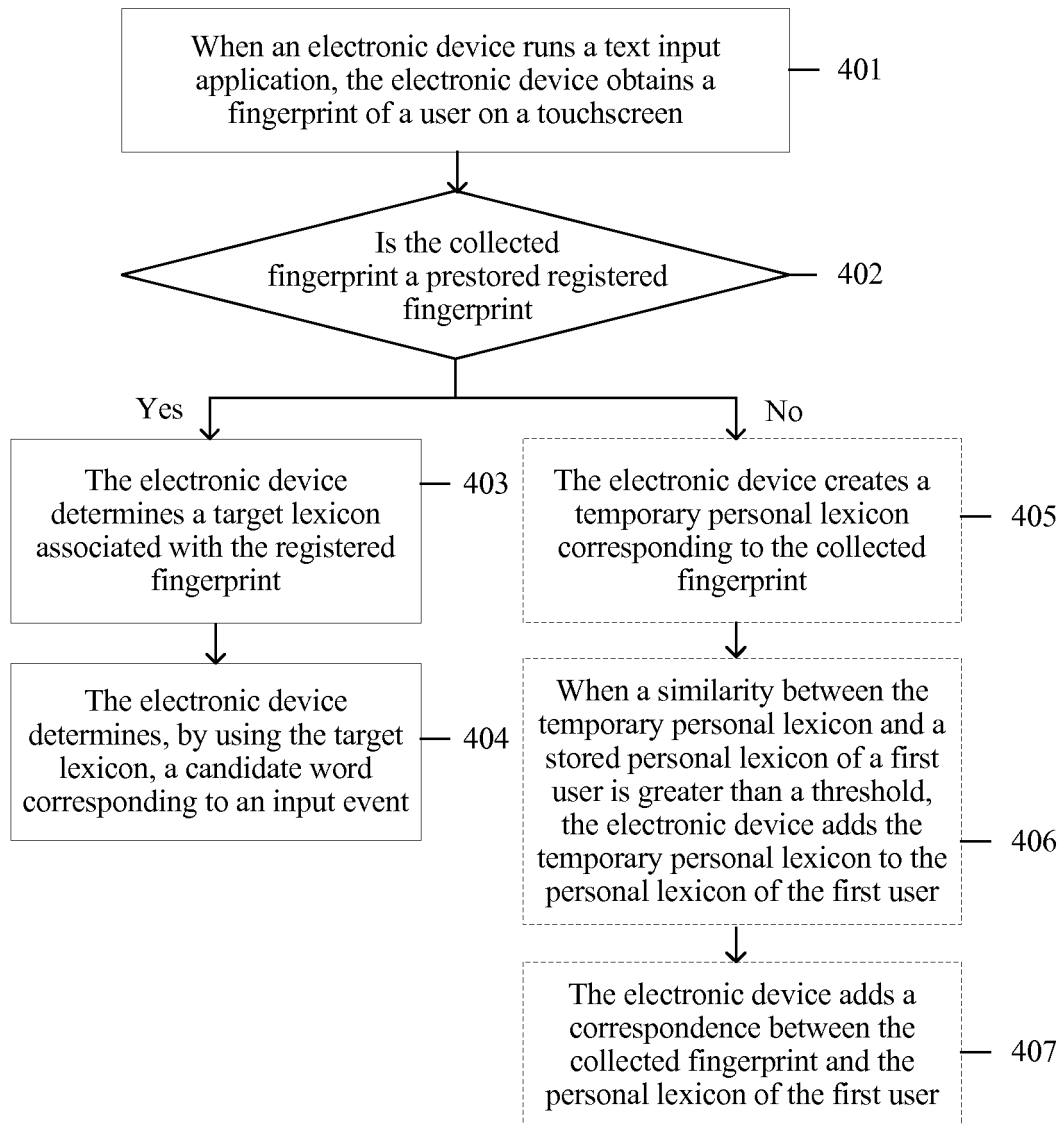 When an electronic device runs a text input
application, the electronic device obtains a
fingerprint of a user on a touchscreen
401
Is the collected
fingerprint a prestored registered
fingerprint
402
Yes
No
The electronic device
determines a target lexicon
associated with the registered
fingerprint
403
The electronic device creates a
temporary personal lexicon
corresponding to the collected
fingerprint
405
The electronic device
determines, by using the target
lexicon, a candidate word
corresponding to an input event
404
When a similarity between the
temporary personal lexicon and a
stored personal lexicon of a first
user is greater than a threshold,
the electronic device adds the
temporary personal lexicon to the
personal lexicon of the first user
406
The electronic device adds a
correspondence between the
collected fingerprint and the
personal lexicon of the first user
407